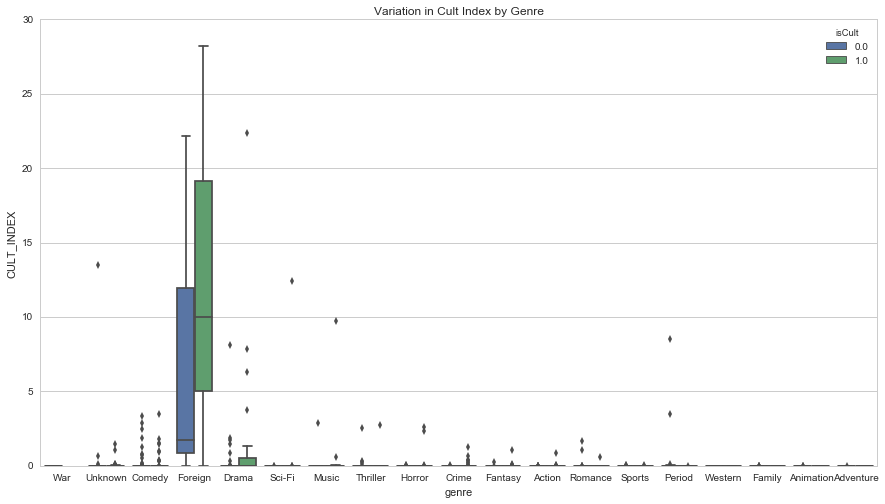 Variation in Cult Index by Genre
isCult
0.0
1.0
30
25
20
15
10
5
0
CULT_INDEX
War Unknown Comedy Foreign Drama Sci-Fi Music Thriller Horror Crime Fantasy Action Romance Sports Period Western Family Animation Adventure
genre